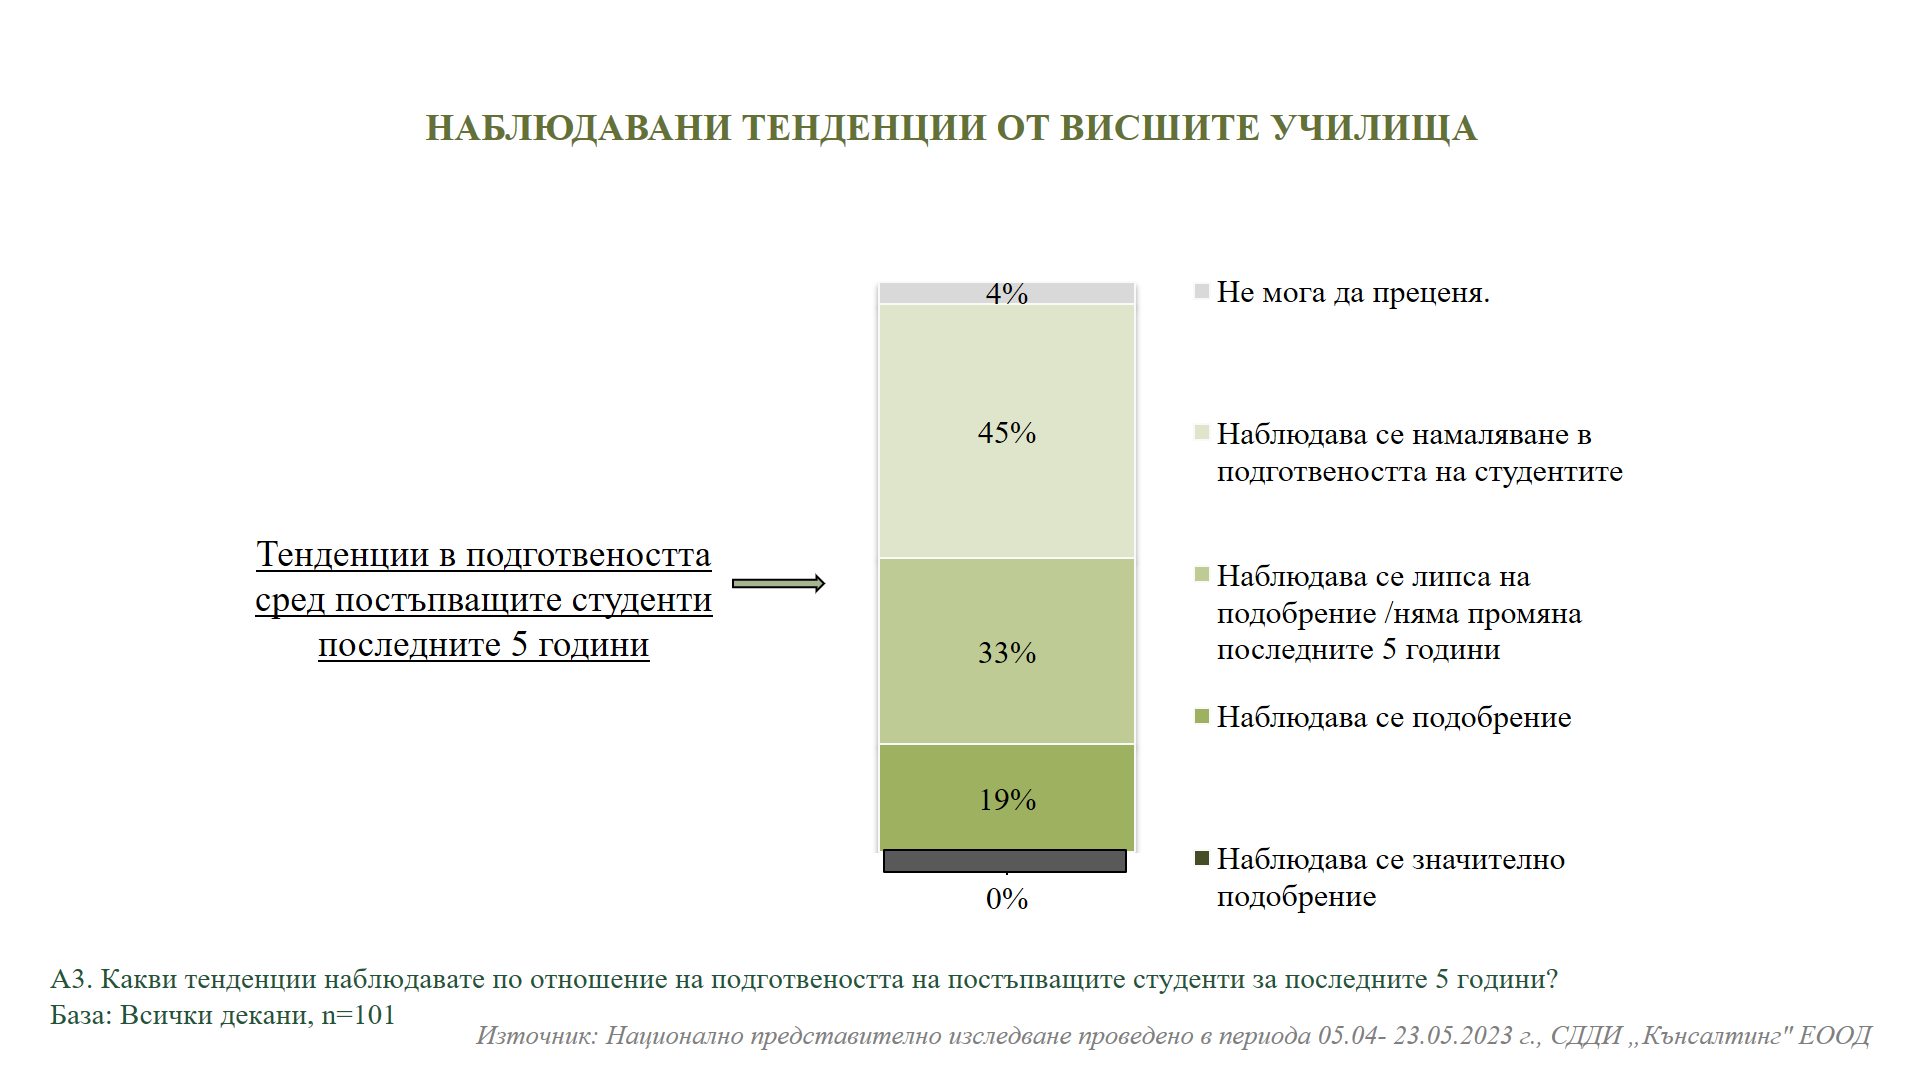 НАБЛЮДАВАНИ ТЕНДЕНЦИИ ОТ ВИСШИТЕ УЧИЛИЩА
Тенденции в подготвеността
сред постъпващите студенти
последните 5 години
4%
45%
33%
19%
0%
Не мога да преценя.
Наблюдава се намаляване в
подготвеността на студентите
Наблюдава се липса на
подобрение /няма промяна
последните 5 години
Наблюдава се подобрение
Наблюдава се значително
подобрение
А3. Какви тенденции наблюдавате по отношение на подготвеността на постъпващите студенти за последните 5 години?
База: Всички декани, n=101
Източник: Национално представително изследване проведено в периода 05.04- 23.05.2023 г., СДДИ „Кънсалтинг" ЕООД